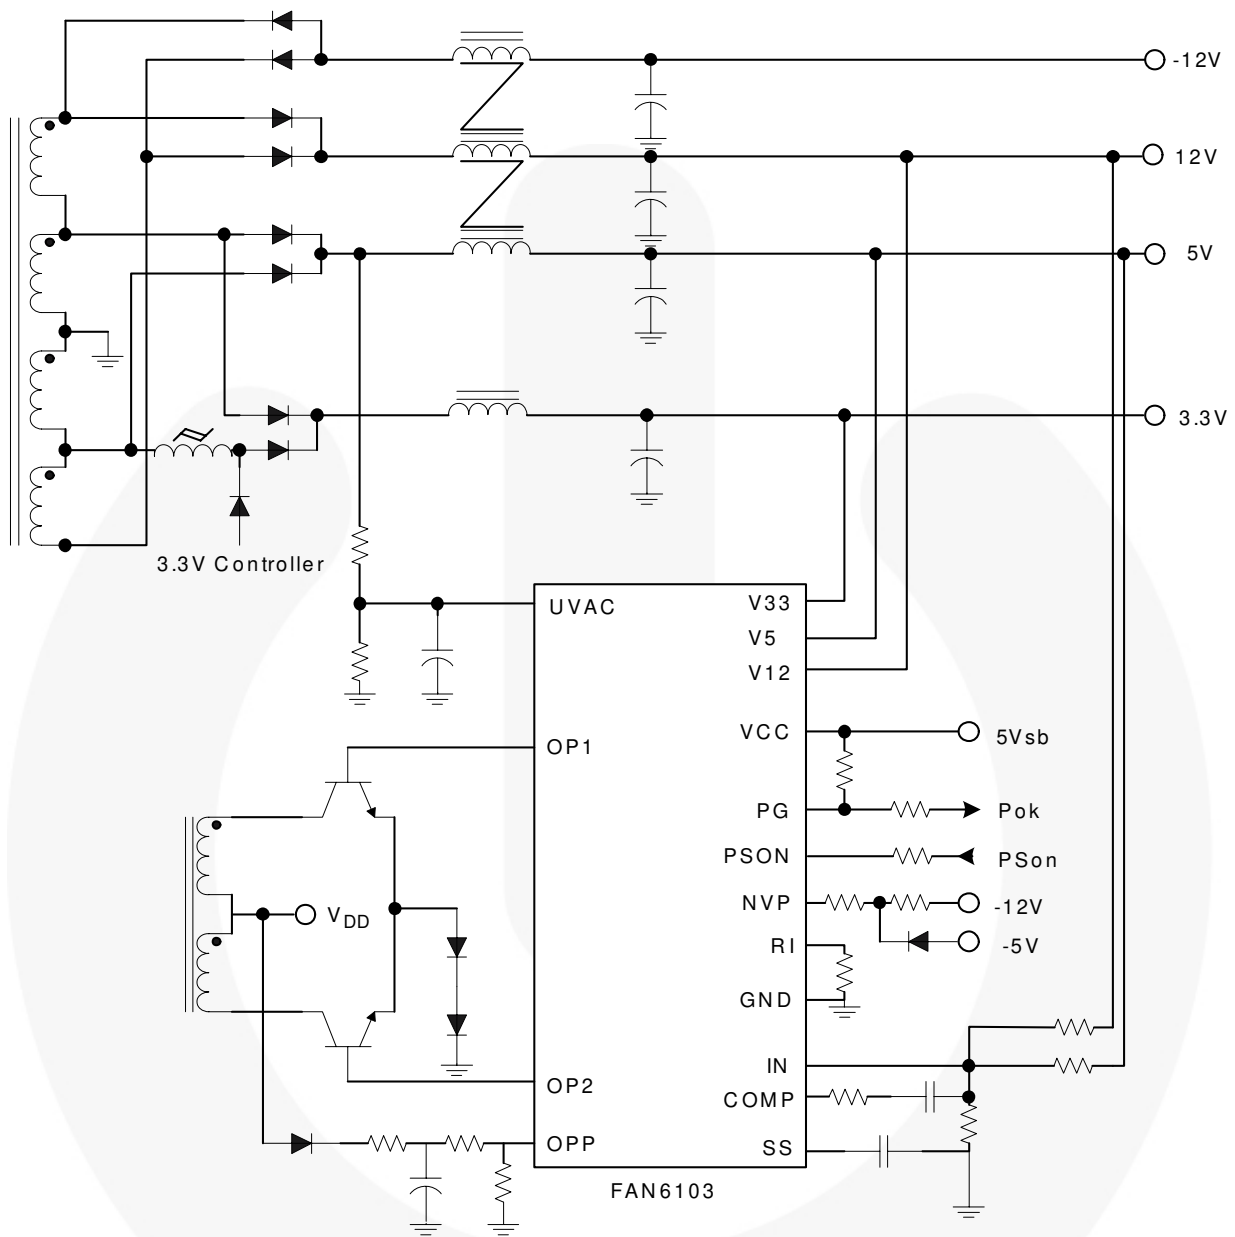 -12V
12V
5V
3.3V
3.3V Controller
UVAC
V33
V5
V12
VCC
5Vsb
OP1
PG
Pok
PSON
PSon
NVP
-12V
VDD
RI
-5V
GND
IN
OP2
COMP
OPP
SS
FAN6103